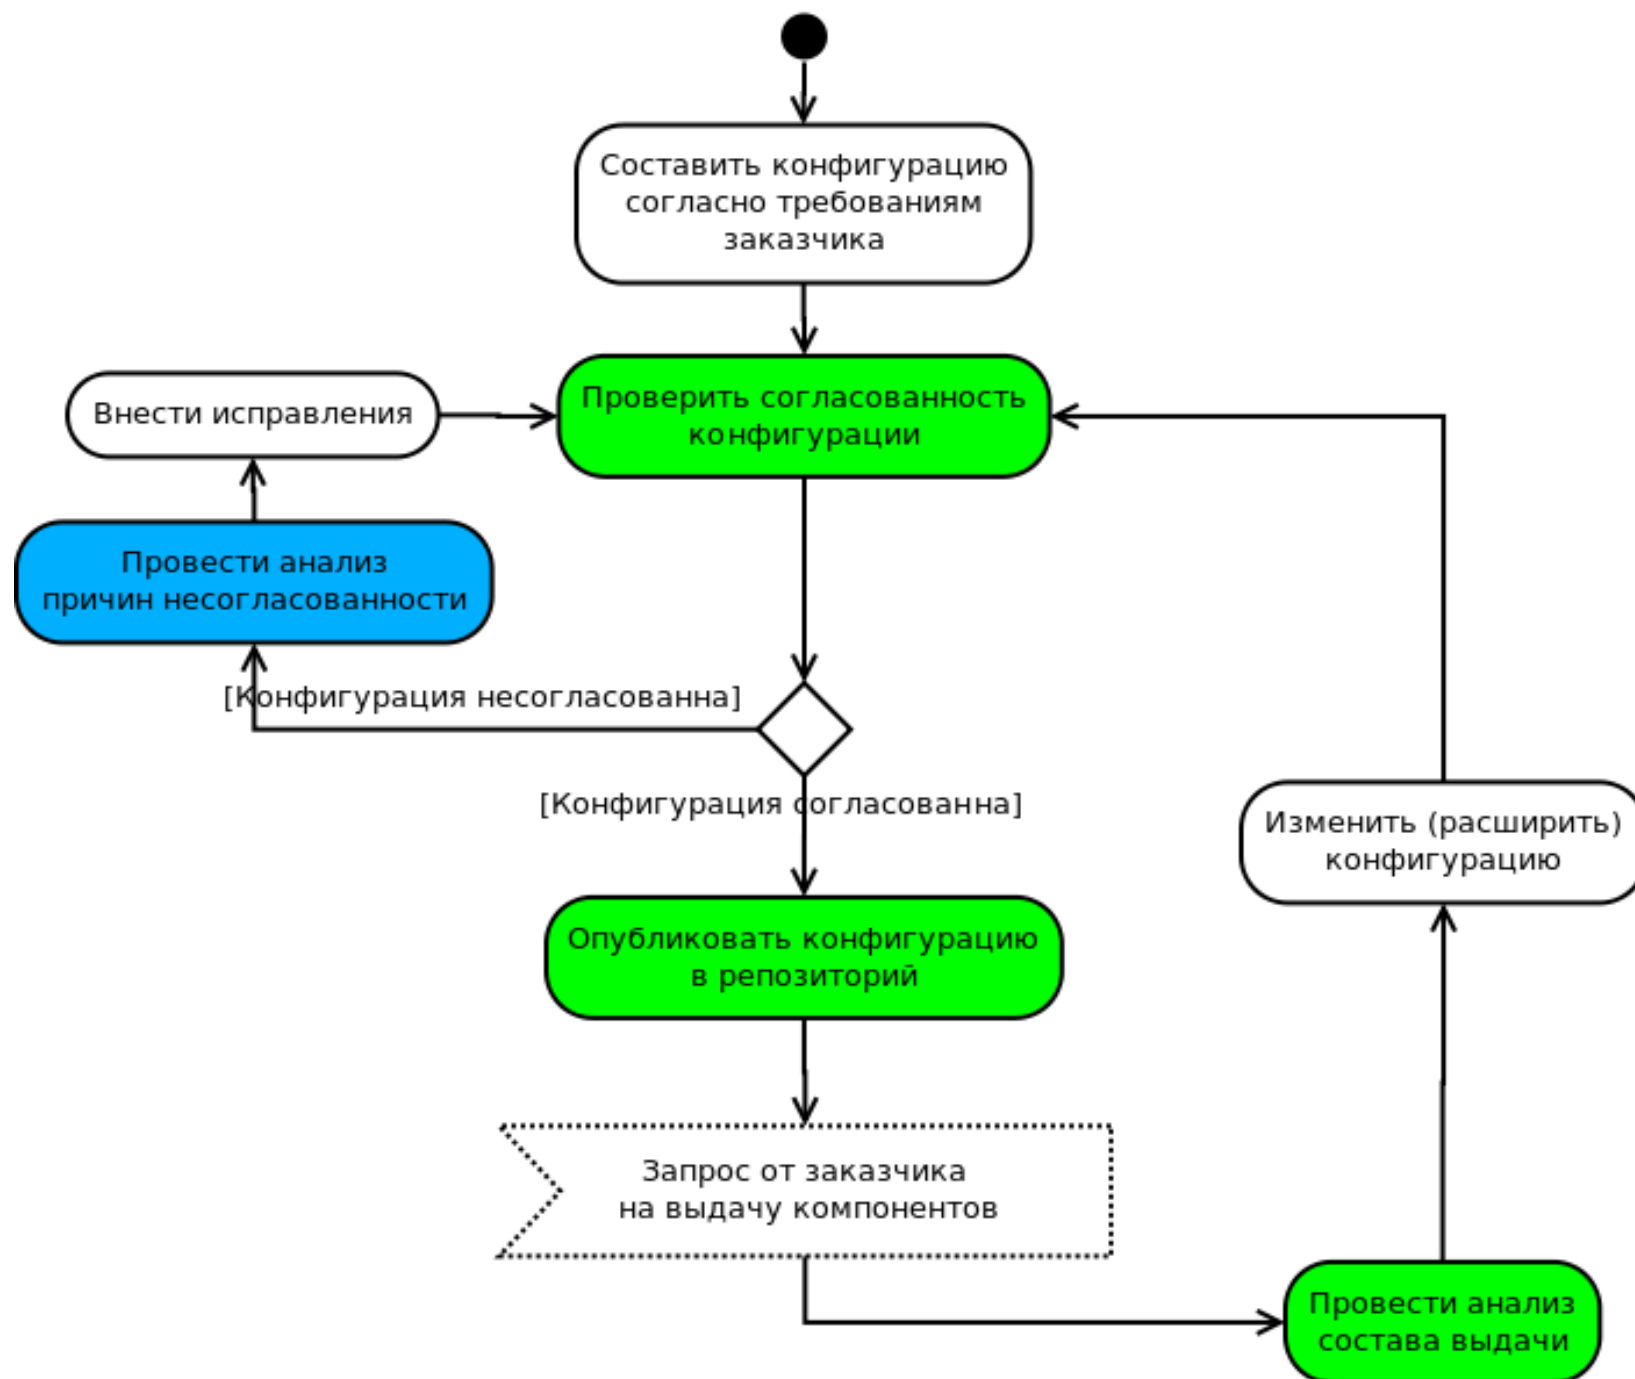 Составить конфигурацию
согласно требованиям
заказчика
Внести исправления
Проверить согласованность
конфигурации
Провести анализ
причин несогласованности
[Конфигурация несогласованна]
[Конфигурация согласованна]
Изменить (расширить)
конфигурацию
Опубликовать конфигурацию
в репозиторий
Запрос от заказчика
на выдачу компонентов
Провести анализ
состава выдачи